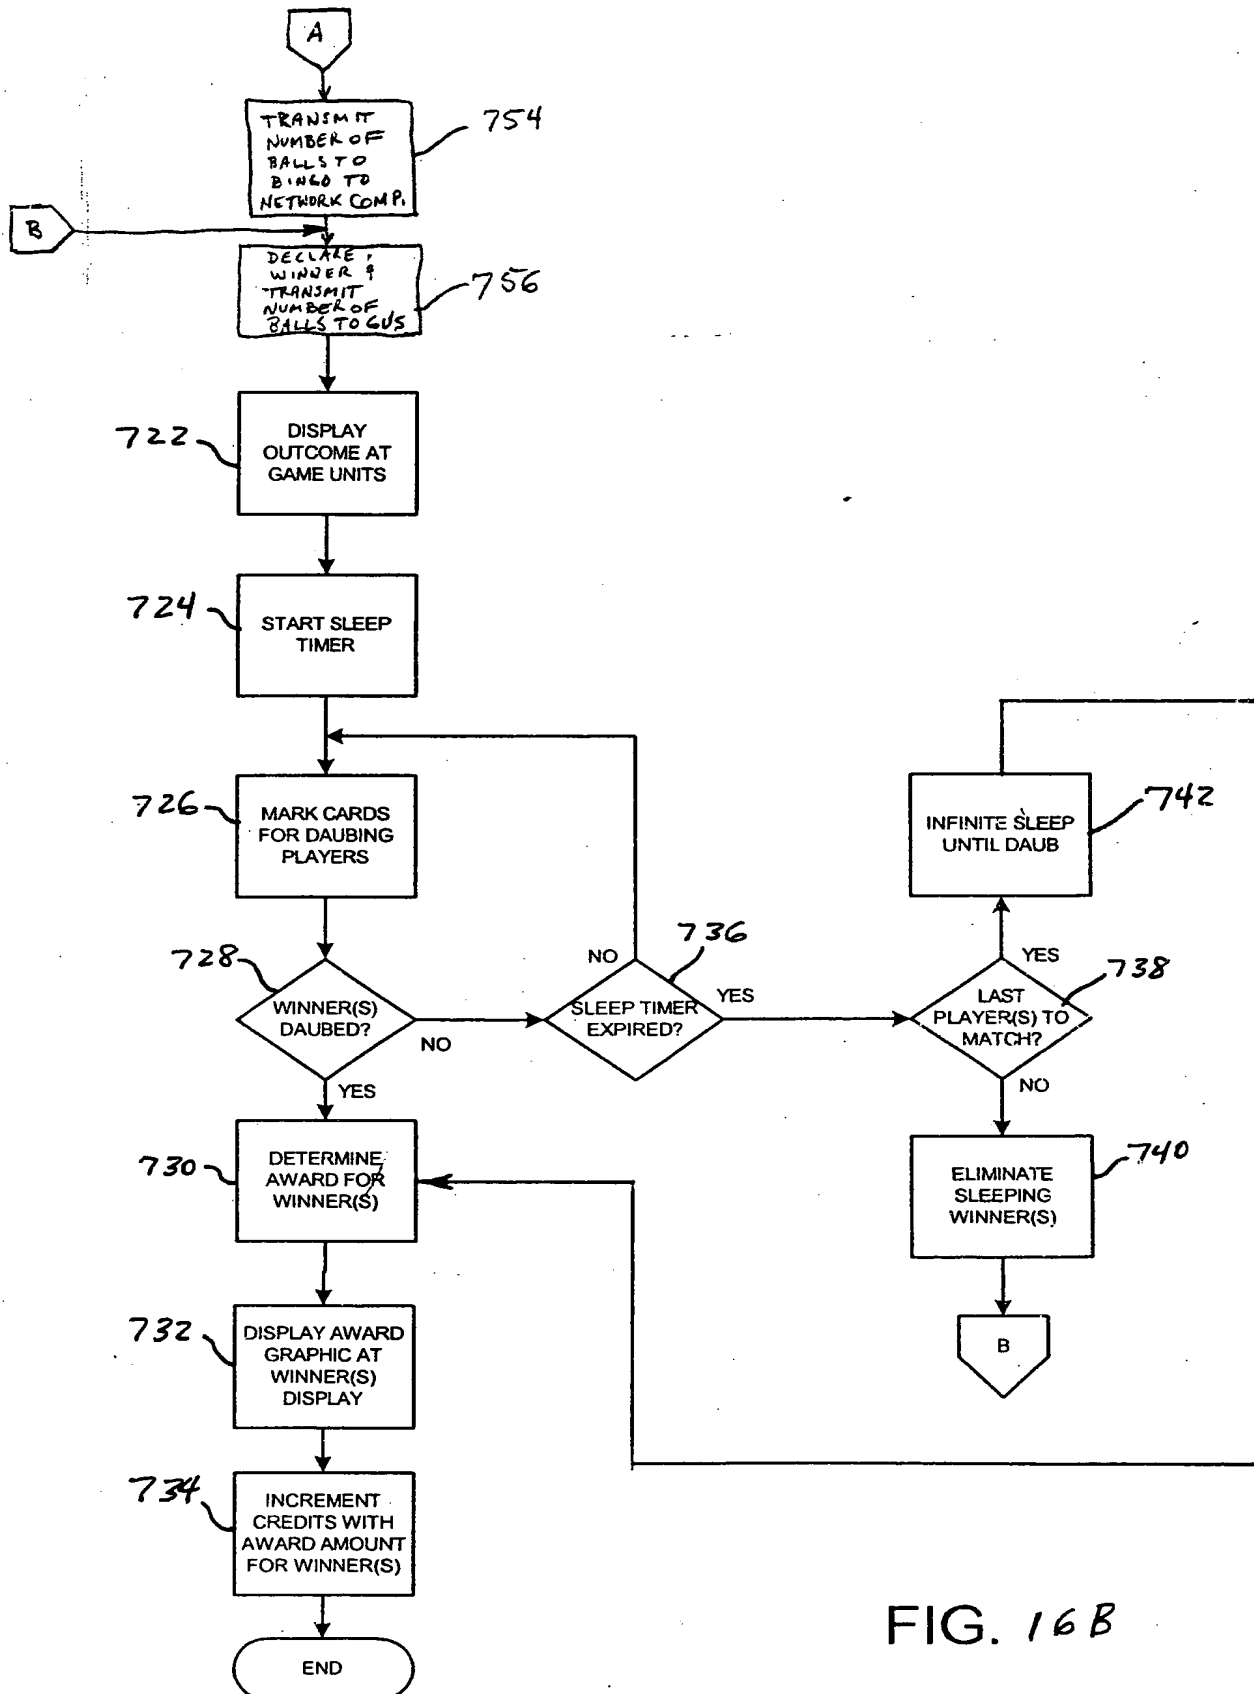 A
TRANSMIT
NUMBER OF
BALLS TO
BINGO TO
NETWORK COMP.
754
B
DECLARE
WINNER &
TRANSMIT
NUMBER OF
BALLS TO GU'S
756
722
DISPLAY
OUTCOME AT
GAME UNITS
724
START SLEEP
TIMER
726
MARK CARDS
FOR DAUBING
PLAYERS
INFINITE SLEEP
UNTIL DAUB
742
728
WINNER(S)
DAUBED?
NO
YES
736
NO
SLEEP TIMER
EXPIRED?
YES
YES
738
LAST
PLAYER(S) TO
MATCH?
NO
730
DETERMINE
AWARD FOR
WINNER(S)
740
ELIMINATE
SLEEPING
WINNER(S)
732
DISPLAY AWARD
GRAPHIC AT
WINNER(S)
DISPLAY
B
734
INCREMENT
CREDITS WITH
AWARD AMOUNT
FOR WINNER(S)
END
FIG. 16B